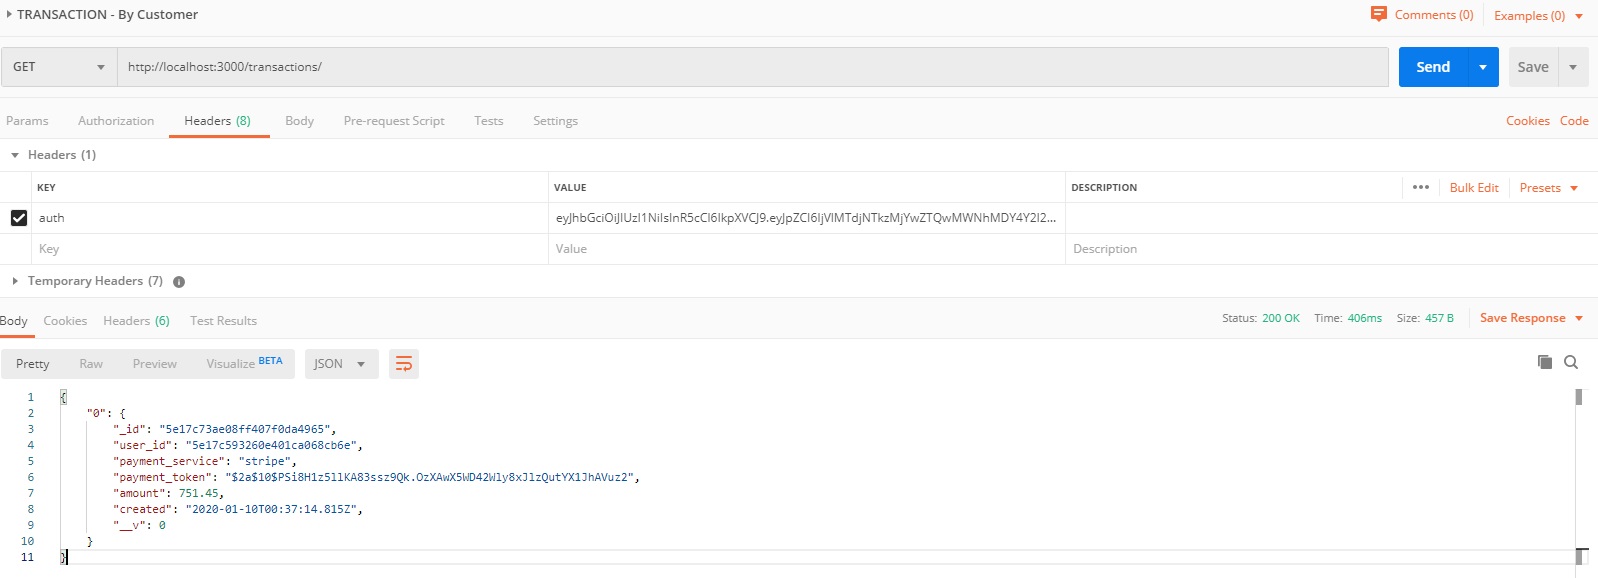 TRANSACTION - By Customer Comments (0) Examples (0)
GET http://localhost:3000/transactions/ Send Save
Params Authorization Headers (8) Body Pre-request Script Tests Settings Cookies Code
Headers (1)
KEY VALUE DESCRIPTION ••• Bulk Edit Presets
auth eyJhbGciOiJIUzI1NiIsInR5cCI6IkpXVCJ9.eyJpZCI6IjVlMTdjNTkzMjYwZTQwMWNhMDY4Y2I2...
Key Value Description
Temporary Headers (7)
Body Cookies Headers (6) Test Results Status: 200 OK Time: 406ms Size: 457 B Save Response
Pretty Raw Preview Visualize BETA JSON
1 {
2 "0": {
3 "_id": "5e17c73ae08ff407f0da4965",
4 "user_id": "5e17c593260e401ca068cb6e",
5 "payment_service": "stripe",
6 "payment_token": "$2a$10$PSi8H1z5llKA83ssz9Qk.OzXAwX5WD42Wly8xJlzQutYX1JhAVuz2",
7 "amount": 751.45,
8 "created": "2020-01-10T00:37:14.815Z",
9 "__v": 0
10 }
11 }